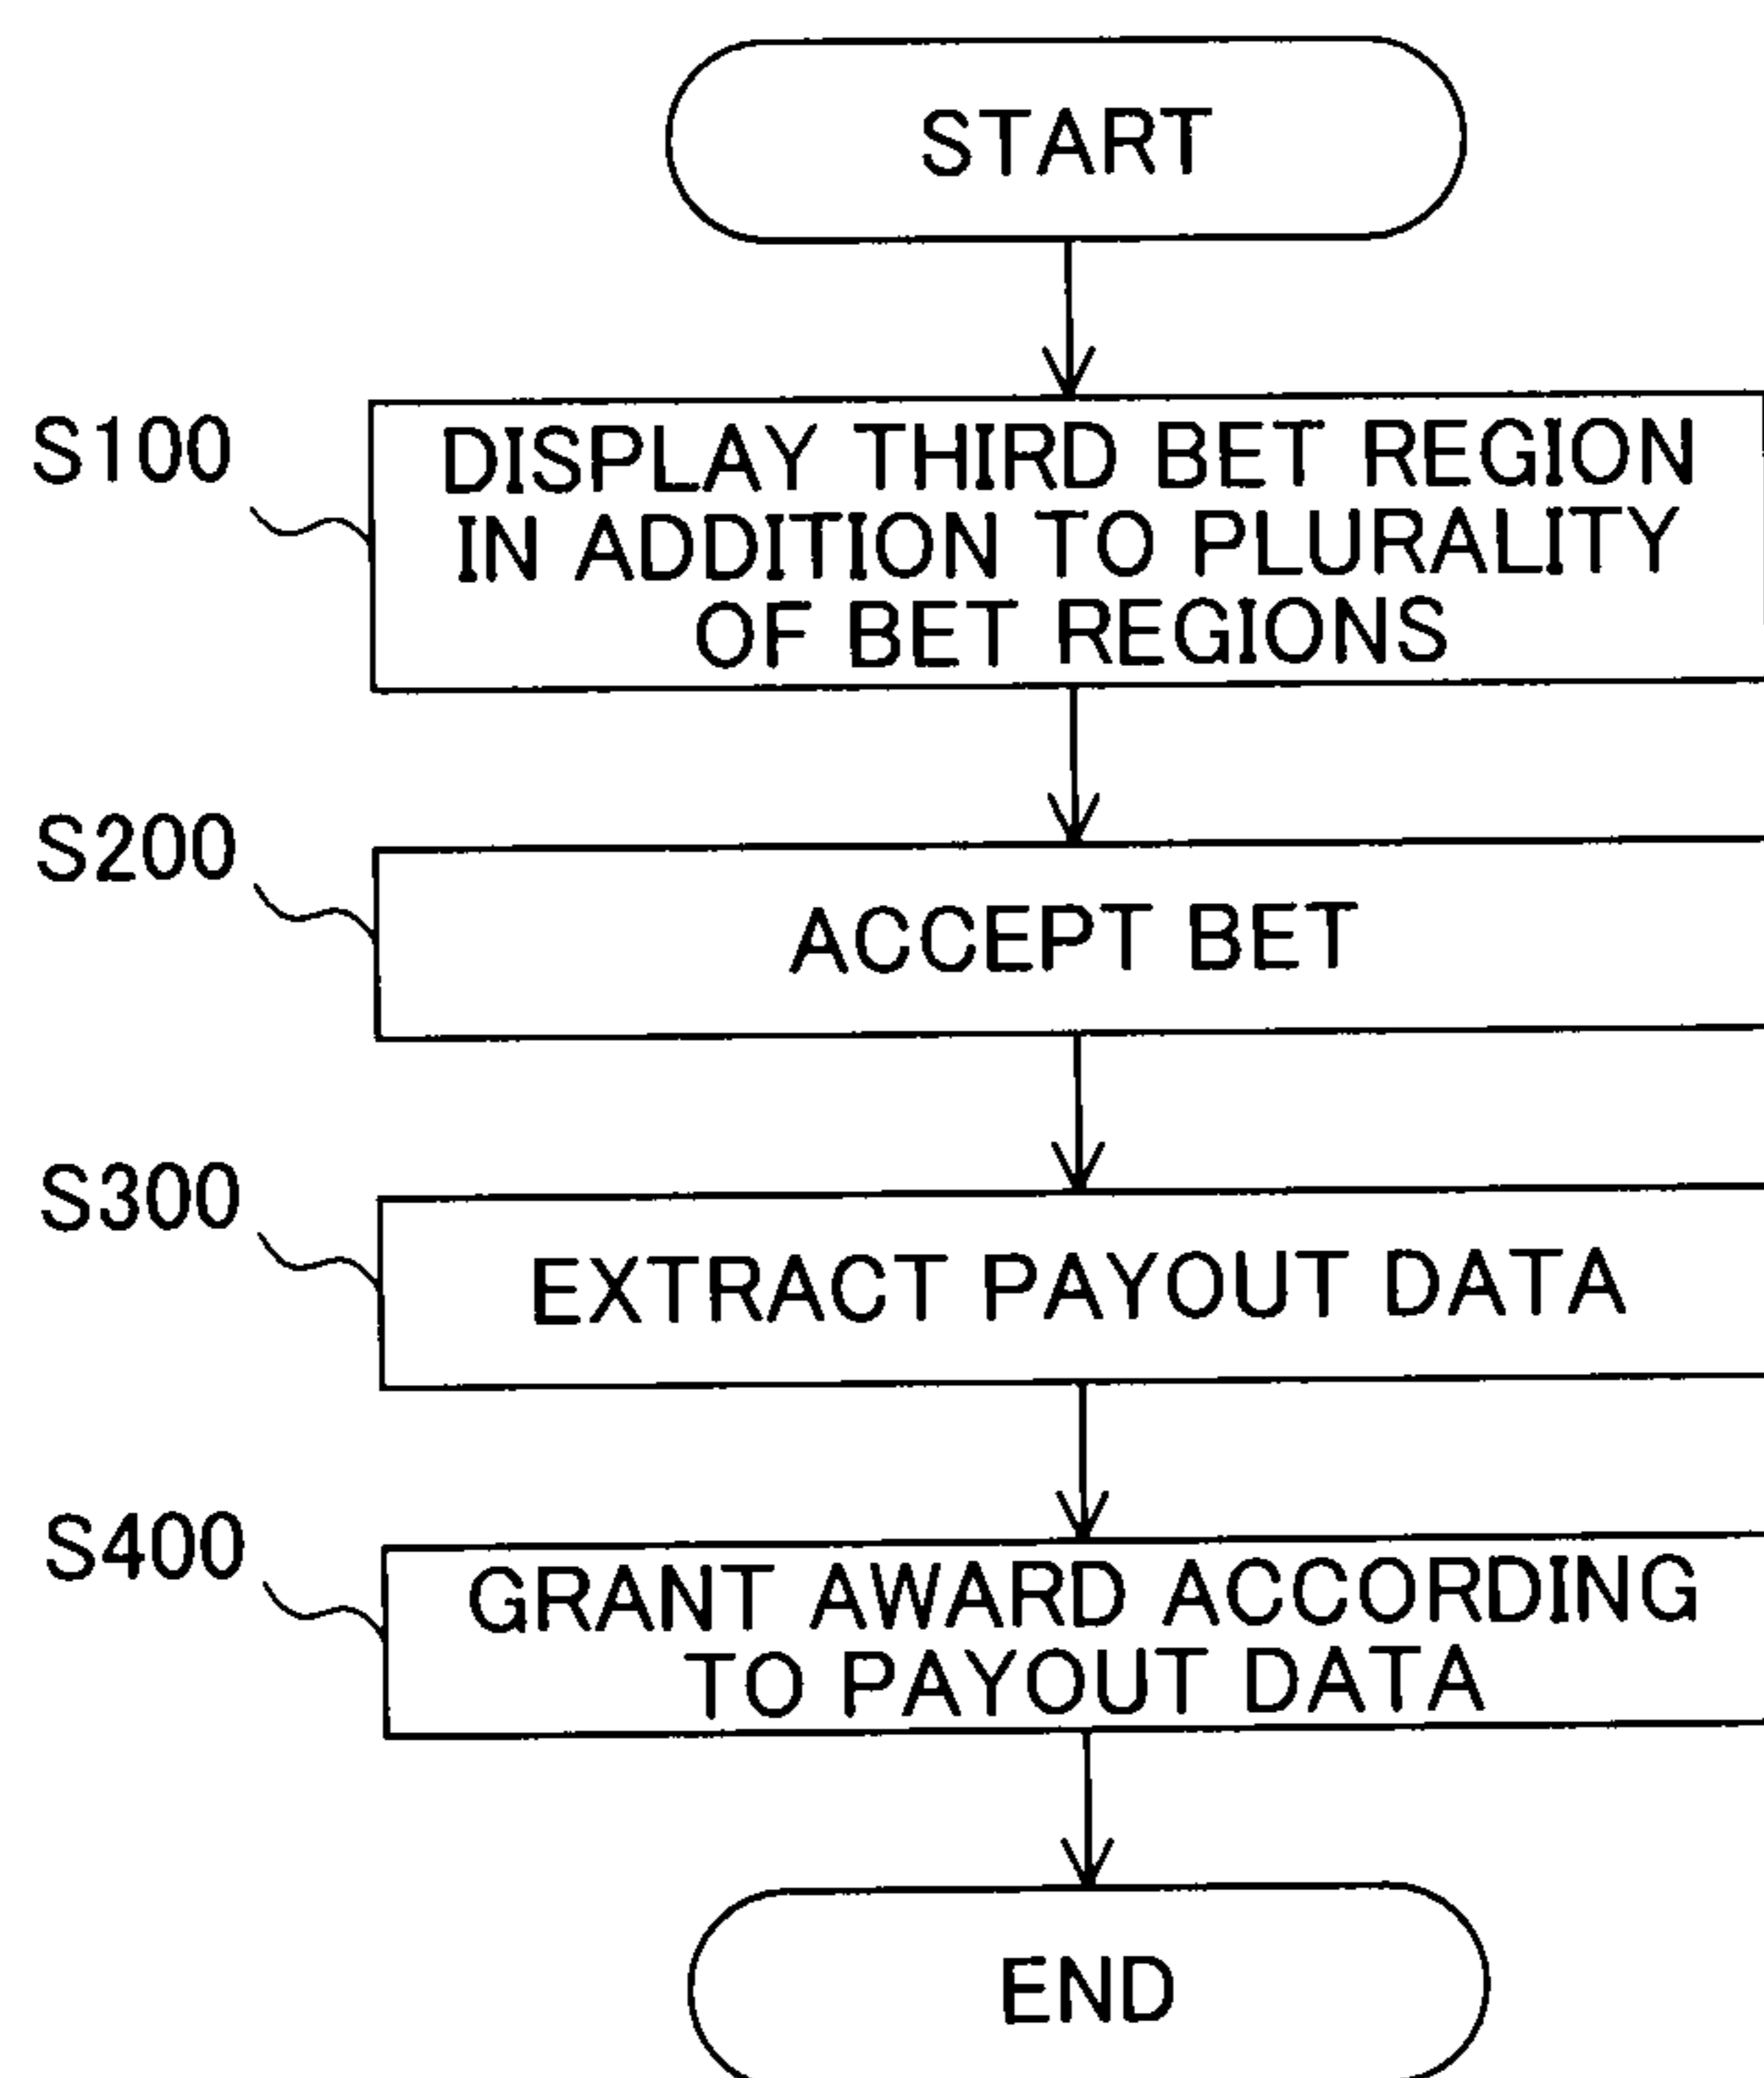 START
S100
DISPLAY THIRD BET REGION
IN ADDITION TO PLURALITY
OF BET REGIONS
S200
ACCEPT BET
S300
EXTRACT PAYOUT DATA
S400
GRANT AWARD ACCORDING
TO PAYOUT DATA
END